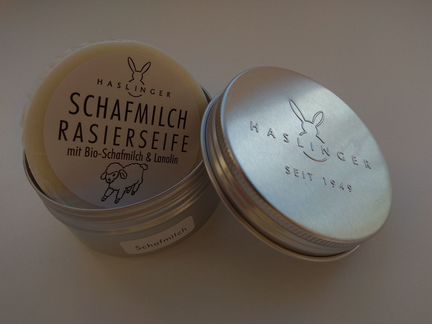 HASLINGER
SCHAFMILCH
RASIERSEIFE
mit Bio-Schafmilch & Lanolin
Schafmilch
HASLINGER
SEIT 1949